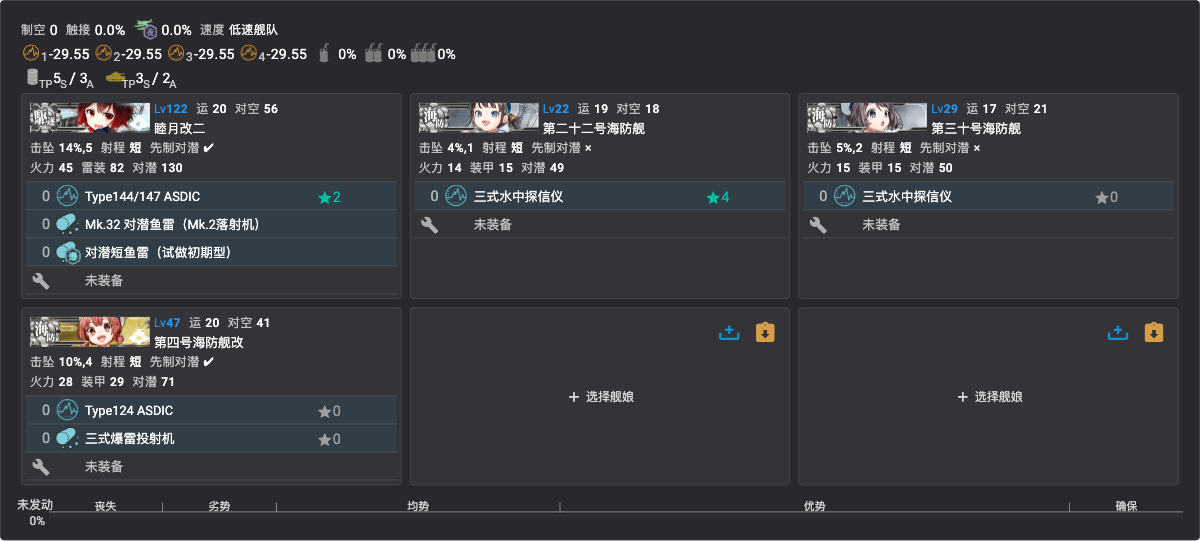 制空 0 触接 0.0% 夜 0.0% 速度 低速舰队
1-29.55 2-29.55 3-29.55 4-29.55 0% 0% 0%
TP5S / 3A TP3S / 2A
Lv122 运 20 对空 56
睦月改二
击坠 14%,5 射程 短 先制对潜 ✔
火力 45 雷装 82 对潜 130
0 Type144/147 ASDIC ★2
0 Mk.32 对潜鱼雷（Mk.2落射机）
0 对潜短鱼雷（试做初期型）
未装备
海防
Lv22 运 19 对空 18
第二十二号海防舰
击坠 4%,1 射程 短 先制对潜 ×
火力 14 装甲 15 对潜 49
0 三式水中探信仪 ★4
未装备
海防
Lv29 运 17 对空 21
第三十号海防舰
击坠 5%,2 射程 短 先制对潜 ×
火力 15 装甲 15 对潜 50
0 三式水中探信仪 ★0
未装备
海防
Lv47 运 20 对空 41
第四号海防舰改
击坠 10%,4 射程 短 先制对潜 ✔
火力 28 装甲 29 对潜 71
0 Type124 ASDIC ★0
0 三式爆雷投射机 ★0
未装备
+ 选择舰娘
+ 选择舰娘
未发动 丧失 劣势 均势 优势 确保
0%